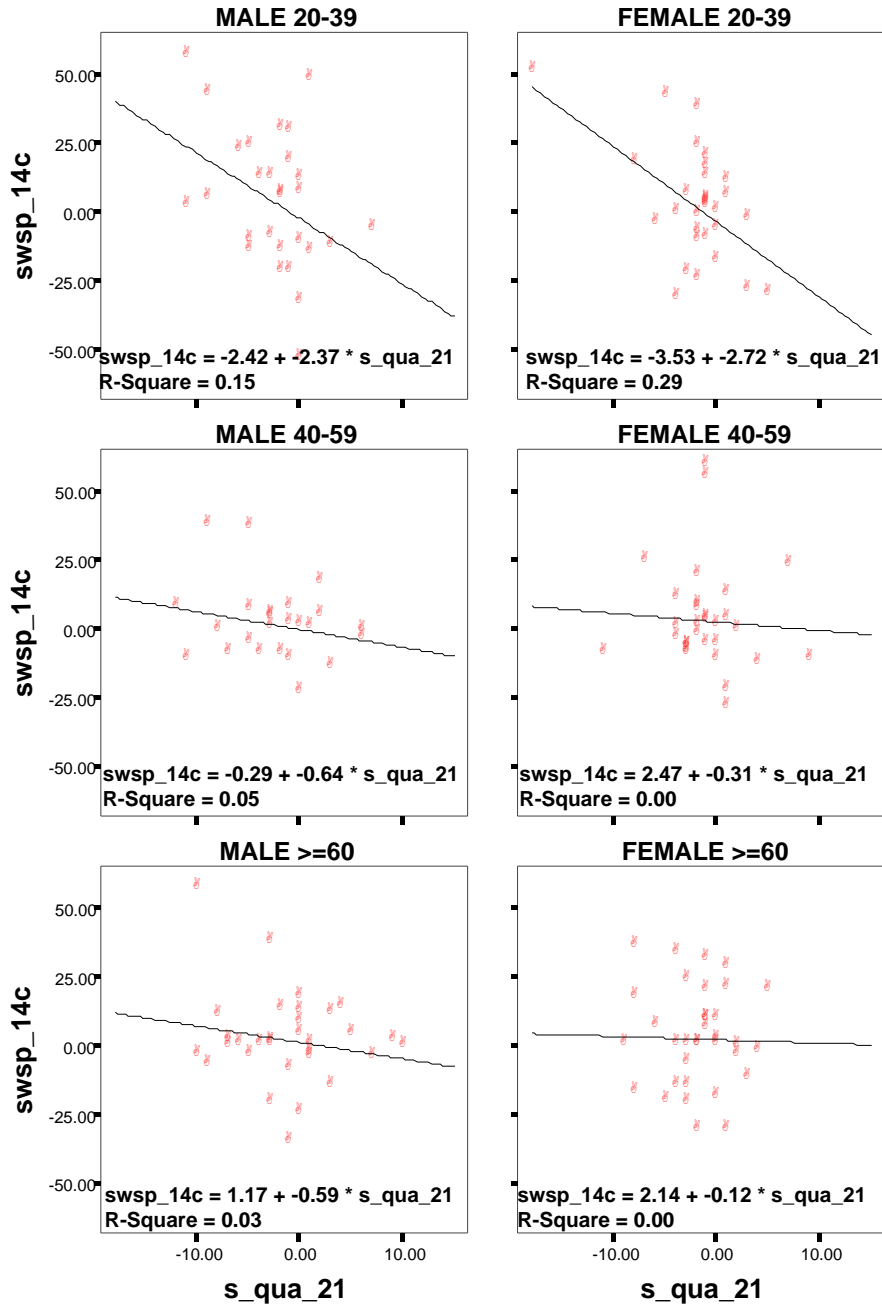 MALE 20-39
FEMALE 20-39
swsp_14c
50.00
25.00
0.00
-25.00
-50.00
swsp_14c = -2.42 + -2.37 * s_qua_21
R-Square = 0.15
swsp_14c = -3.53 + -2.72 * s_qua_21
R-Square = 0.29
MALE 40-59
FEMALE 40-59
swsp_14c
50.00
25.00
0.00
-25.00
-50.00
swsp_14c = -0.29 + -0.64 * s_qua_21
R-Square = 0.05
swsp_14c = 2.47 + -0.31 * s_qua_21
R-Square = 0.00
MALE >=60
FEMALE >=60
swsp_14c
50.00
25.00
0.00
-25.00
-50.00
swsp_14c = 1.17 + -0.59 * s_qua_21
R-Square = 0.03
swsp_14c = 2.14 + -0.12 * s_qua_21
R-Square = 0.00
-10.00 0.00 10.00
-10.00 0.00 10.00
s_qua_21
s_qua_21